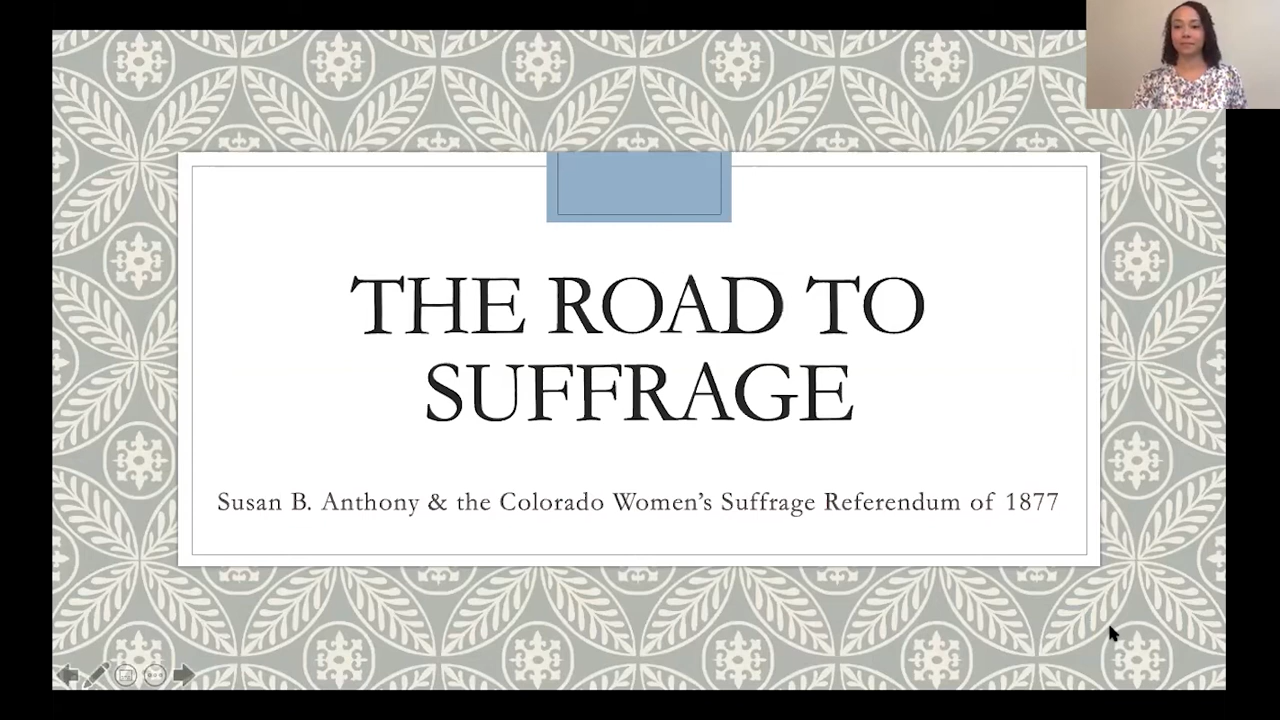 THE ROAD TO
SUFFRAGE
Susan B. Anthony & the Colorado Women’s Suffrage Referendum of 1877